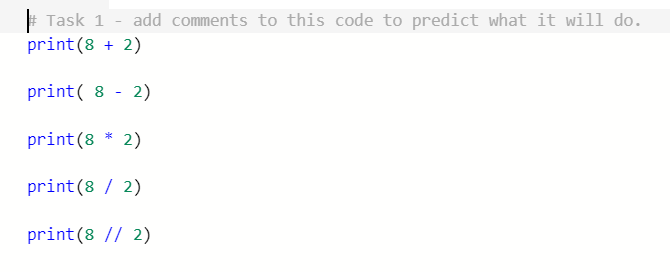 # Task 1 - add comments to this code to predict what it will do.
print(8 + 2)
print( 8 - 2)
print(8 * 2)
print(8 / 2)
print(8 // 2)